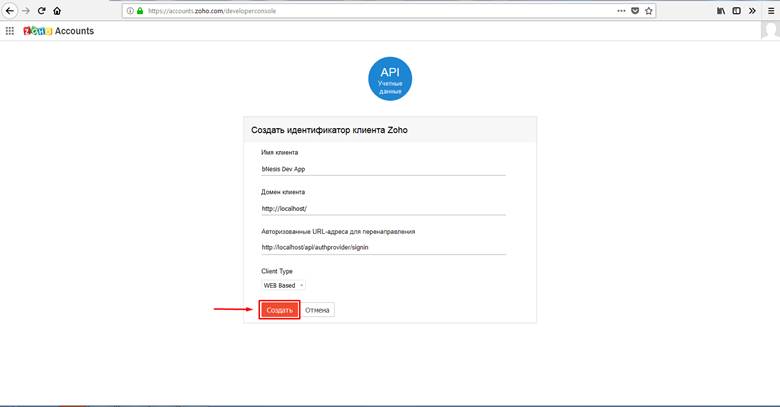 https://accounts.zoho.com/developerconsole
ZOHO Accounts
API
Учетные
данные
Создать идентификатор клиента Zoho
Имя клиента
bNesis Dev App
Домен клиента
http://localhost/
Авторизованные URL-адреса для перенаправления
http://localhost/api/authprovider/signin
Client Type
WEB Based
Создать
Отмена